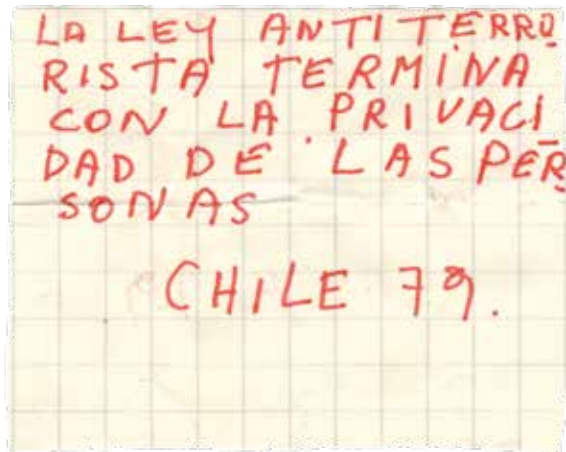 LA LEY ANTITERRO
RISTA TERMINA
CON LA PRIVACI
DAD DE LAS PER
SONAS
CHILE 79.